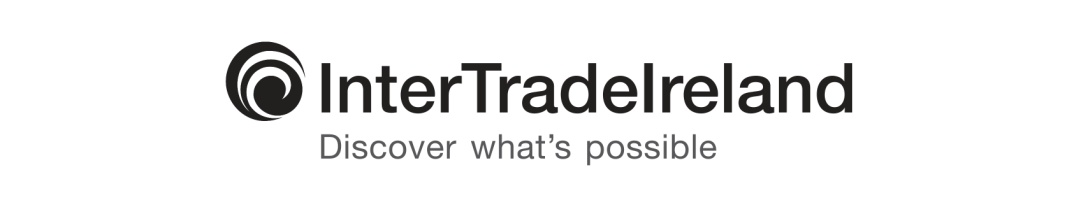 InterTradeIreland
Discover what’s possible